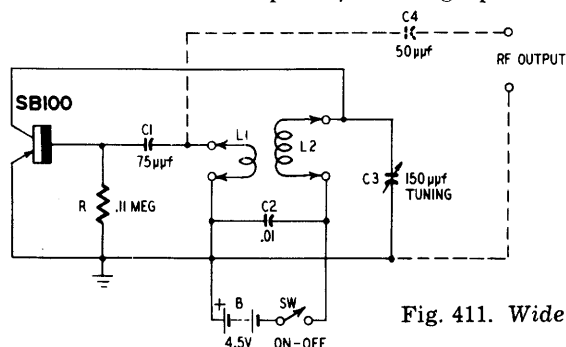 C4
50μμf
RF OUTPUT
SB100
C1
75μμf
L1
L2
C3
150μμf
TUNING
R
.11 MEG
C2
.01
+
B
SW
4.5V
ON-OFF
Fig. 411. Wide